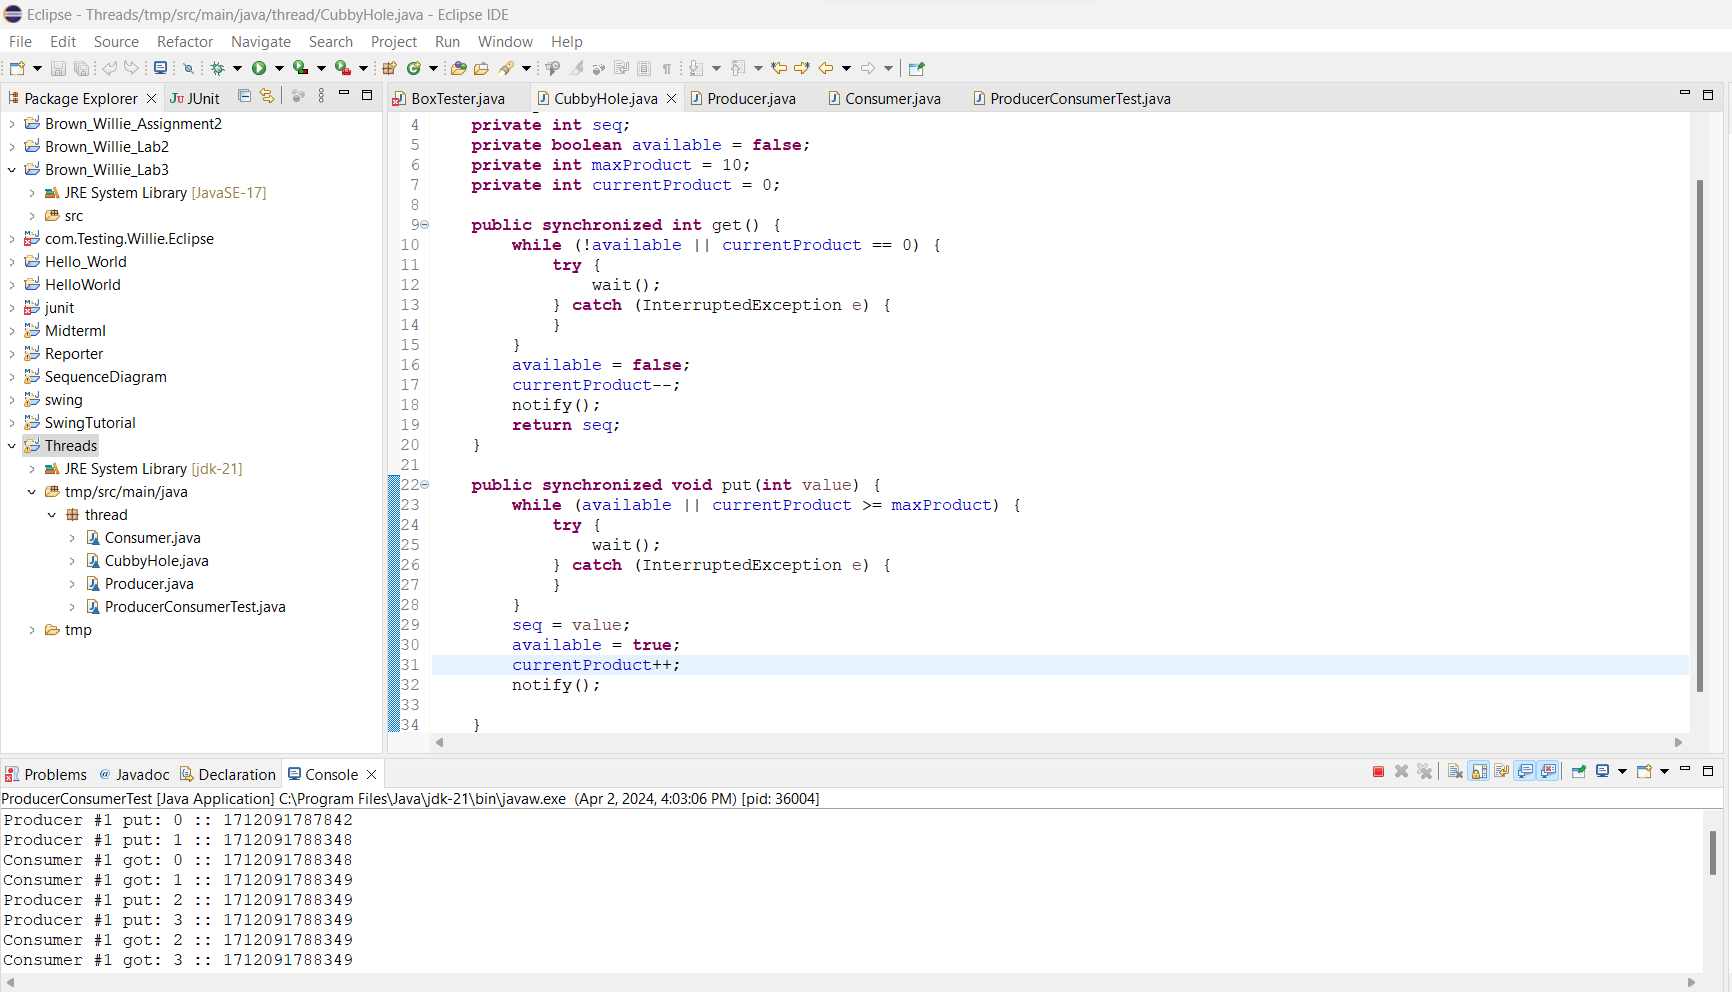 Eclipse - Threads/tmp/src/main/java/thread/CubbyHole.java - Eclipse IDE
File Edit Source Refactor Navigate Search Project Run Window Help
Package Explorer JUnit
Brown_Willie_Assignment2
Brown_Willie_Lab2
Brown_Willie_Lab3
JRE System Library [JavaSE-17]
src
com.Testing.Willie.Eclipse
Hello_World
HelloWorld
junit
MidtermI
Reporter
SequenceDiagram
swing
SwingTutorial
Threads
JRE System Library [jdk-21]
tmp/src/main/java
thread
Consumer.java
CubbyHole.java
Producer.java
ProducerConsumerTest.java
tmp
BoxTester.java CubbyHole.java Producer.java Consumer.java ProducerConsumerTest.java
4 private int seq;
5 private boolean available = false;
6 private int maxProduct = 10;
7 private int currentProduct = 0;
8
9 public synchronized int get() {
10 while (!available || currentProduct == 0) {
11 try {
12 wait();
13 } catch (InterruptedException e) {
14 }
15 }
16 available = false;
17 currentProduct--;
18 notify();
19 return seq;
20 }
21
22 public synchronized void put(int value) {
23 while (available || currentProduct >= maxProduct) {
24 try {
25 wait();
26 } catch (InterruptedException e) {
27 }
28 }
29 seq = value;
30 available = true;
31 currentProduct++;
32 notify();
33
34 }
Problems @ Javadoc Declaration Console
ProducerConsumerTest [Java Application] C:\Program Files\Java\jdk-21\bin\javaw.exe (Apr 2, 2024, 4:03:06 PM) [pid: 36004]
Producer #1 put: 0 :: 1712091787842
Producer #1 put: 1 :: 1712091788348
Consumer #1 got: 0 :: 1712091788348
Consumer #1 got: 1 :: 1712091788349
Producer #1 put: 2 :: 1712091788349
Producer #1 put: 3 :: 1712091788349
Consumer #1 got: 2 :: 1712091788349
Consumer #1 got: 3 :: 1712091788349